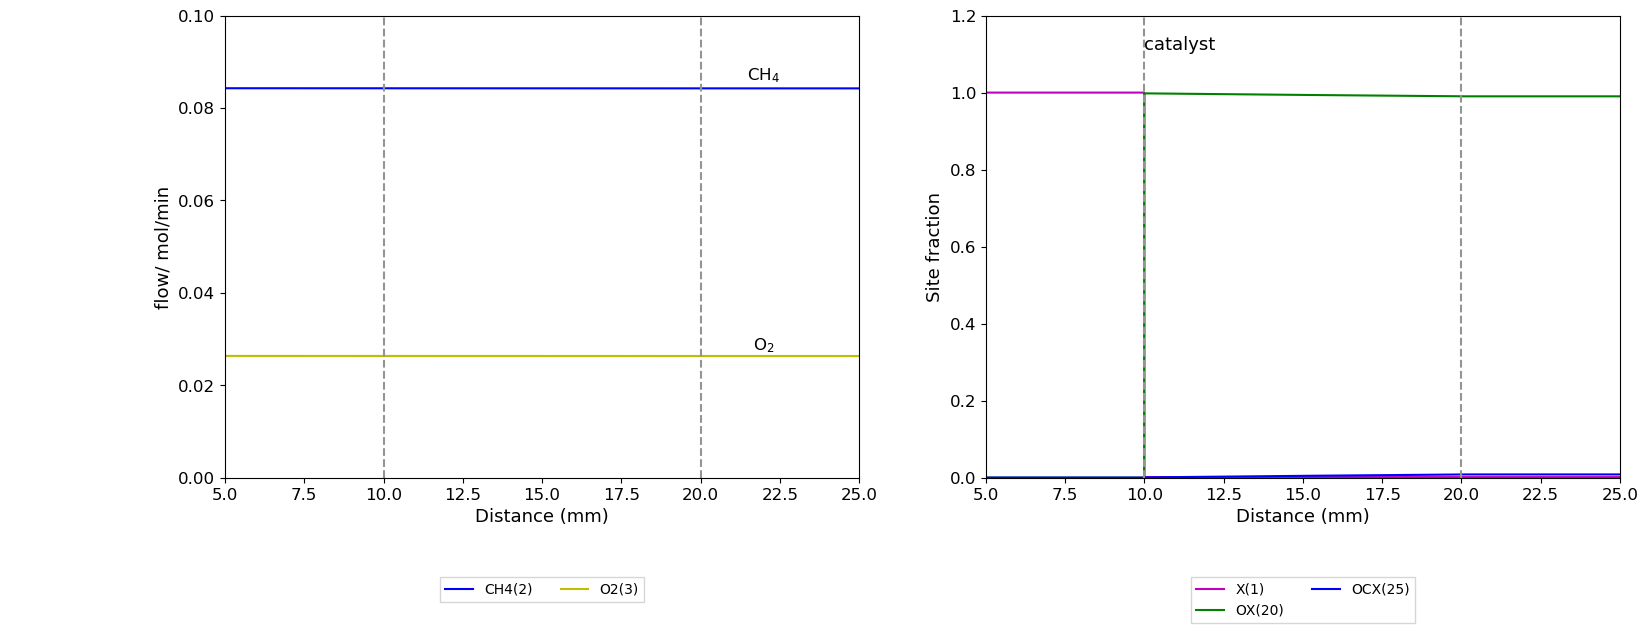 0.10
0.08
0.06
0.04
0.02
0.00
flow/ mol/min
CH4
O2
5.0 7.5 10.0 12.5 15.0 17.5 20.0 22.5 25.0
Distance (mm)
CH4(2) O2(3)
1.2
1.0
0.8
0.6
0.4
0.2
0.0
Site fraction
catalyst
5.0 7.5 10.0 12.5 15.0 17.5 20.0 22.5 25.0
Distance (mm)
X(1) OCX(25)
OX(20)